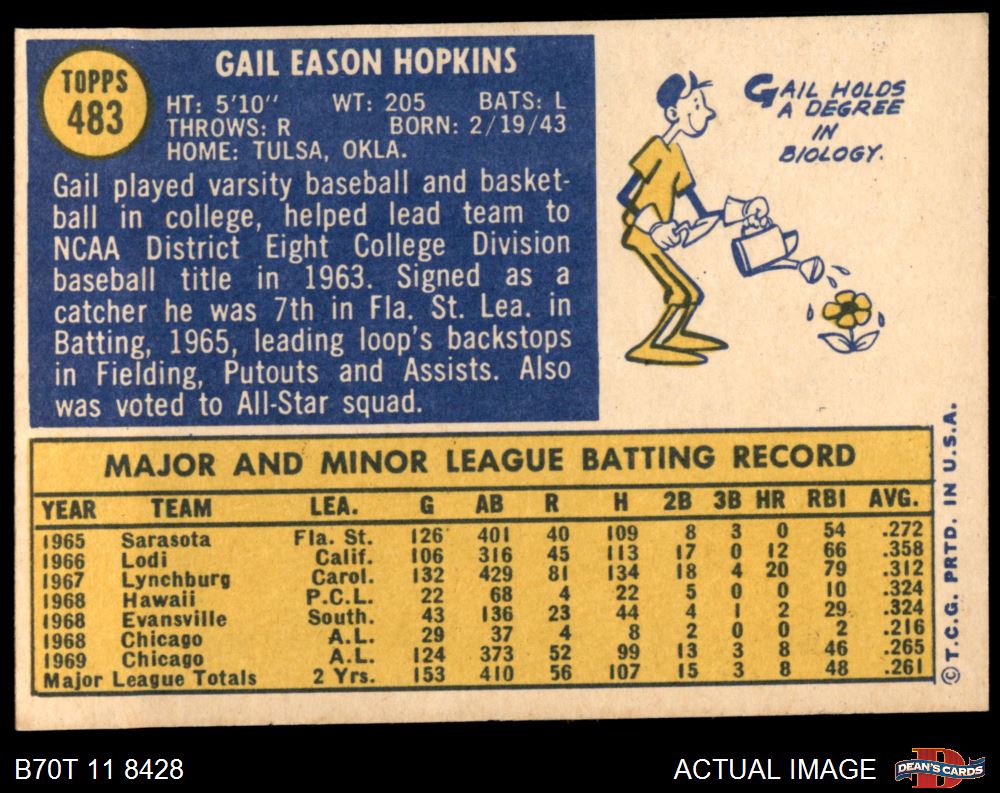 TOPPS
483
GAIL EASON HOPKINS
HT: 5'10" WT: 205 BATS: L
THROWS: R BORN: 2/19/43
HOME: TULSA, OKLA.
Gail played varsity baseball and basket-
ball in college, helped lead team to
NCAA District Eight College Division
baseball title in 1963. Signed as a
catcher he was 7th in Fla. St. Lea. in
Batting, 1965, leading loop's backstops
in Fielding, Putouts and Assists. Also
was voted to All-Star squad.
GAIL HOLDS
A DEGREE
IN
BIOLOGY.
MAJOR AND MINOR LEAGUE BATTING RECORD
YEAR TEAM LEA. G AB R H 2B 3B HR RBI AVG.
1965 Sarasota Fla. St. 126 401 40 109 8 3 0 54 .272
1966 Lodi Calif. 106 316 45 113 17 0 12 66 .358
1967 Lynchburg Carol. 132 429 81 134 18 4 20 79 .312
1968 Hawaii P.C.L. 22 68 4 22 5 0 0 10 .324
1968 Evansville South. 43 136 23 44 4 1 2 29 .324
1968 Chicago A.L. 29 37 4 8 2 0 0 2 .216
1969 Chicago A.L. 124 373 52 99 13 3 8 46 .265
Major League Totals 2 Yrs. 153 410 56 107 15 3 8 48 .261
© T.C.G. PRTD. IN U.S.A.
B70T 11 8428
ACTUAL IMAGE
DEAN'S CARDS